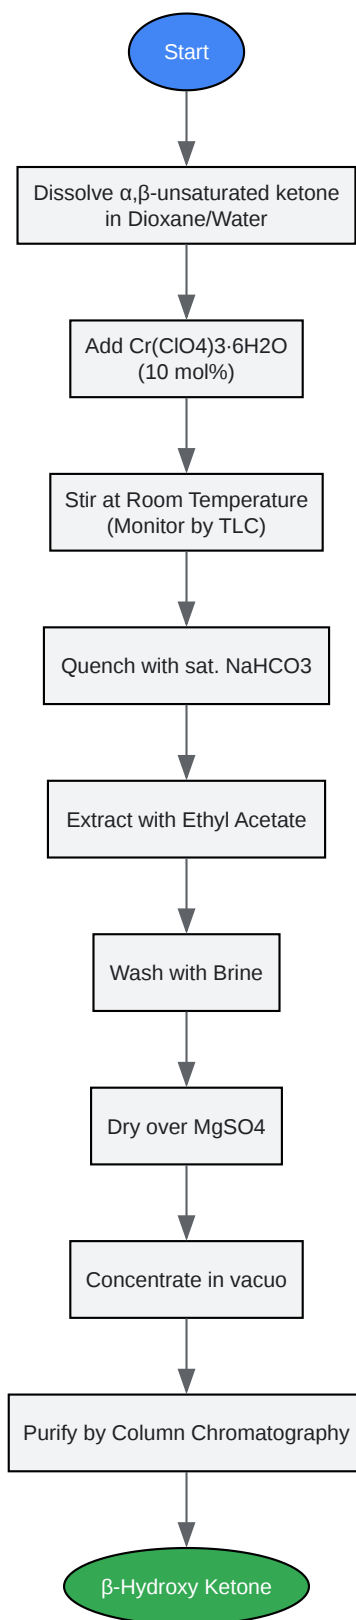 Start
Dissolve α,β-unsaturated ketone
in Dioxane/Water
Add Cr(ClO4)3·6H2O
(10 mol%)
Stir at Room Temperature
(Monitor by TLC)
Quench with sat. NaHCO3
Extract with Ethyl Acetate
Wash with Brine
Dry over MgSO4
Concentrate in vacuo
Purify by Column Chromatography
β-Hydroxy Ketone